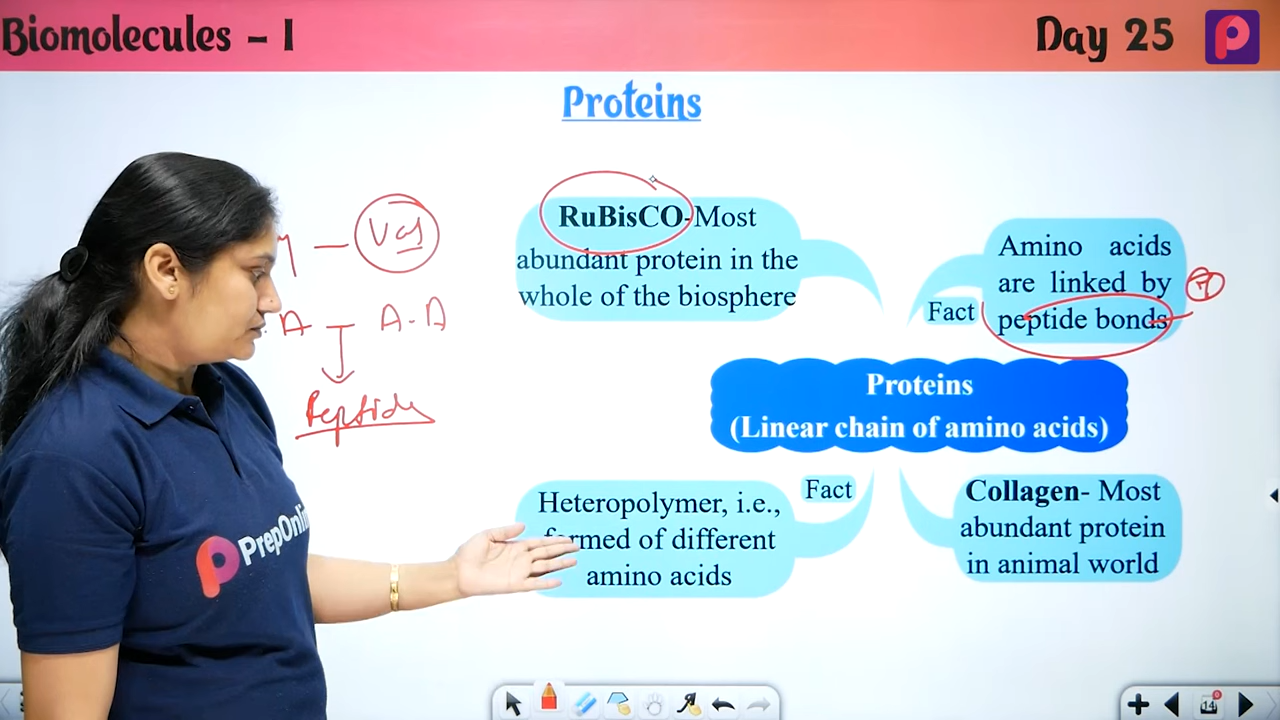 Biomolecules – I
Day 25
Proteins
RuBisCO-Most
abundant protein in the
whole of the biosphere
Amino acids
are linked by
peptide bonds
Fact
Proteins
(Linear chain of amino acids)
Heteropolymer, i.e.,
formed of different
amino acids
Fact
Collagen- Most
abundant protein
in animal world
A - A.A
Peptide
PrepOnli
14